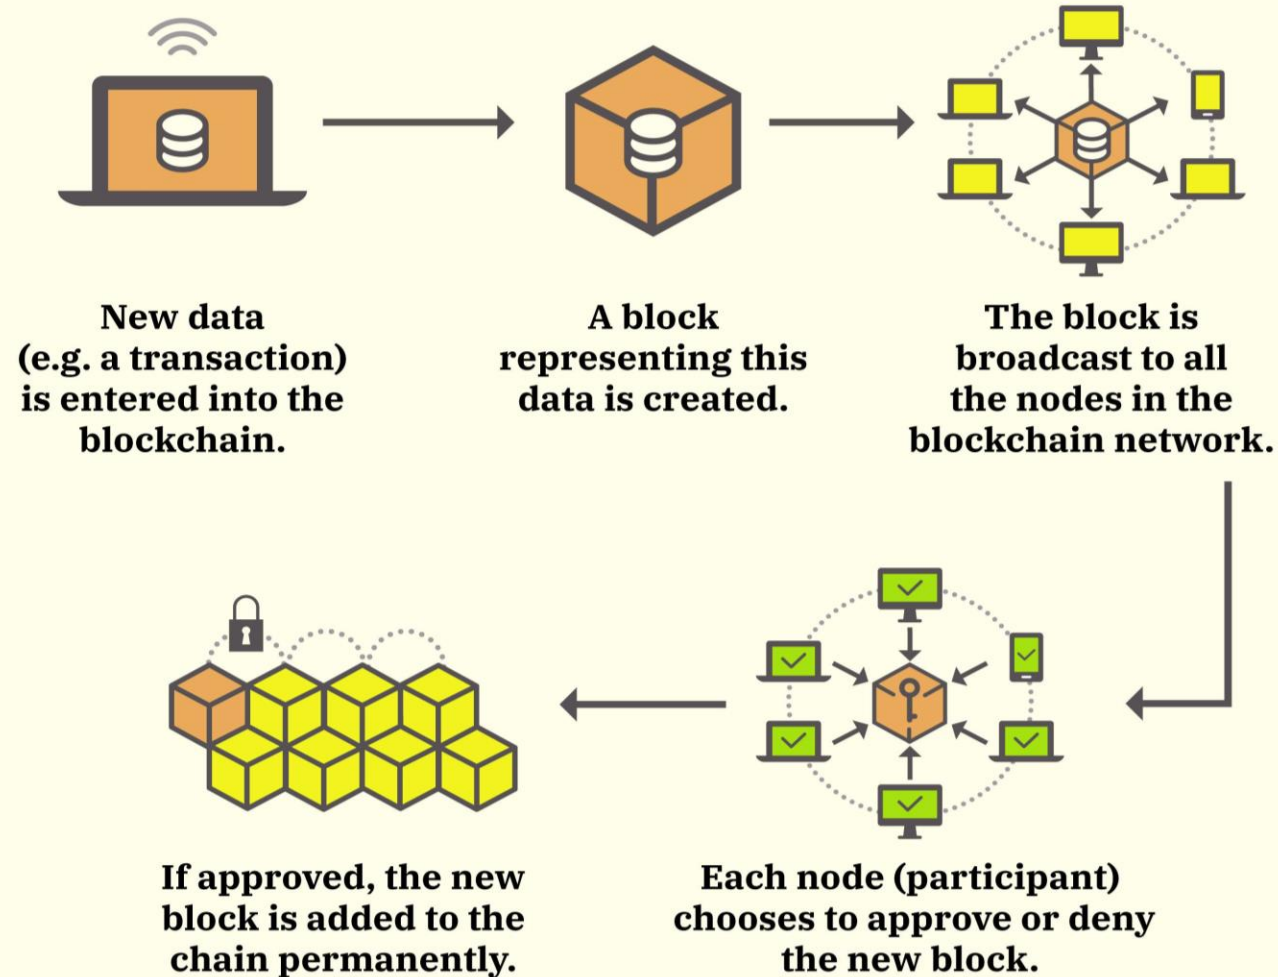 New data
(e.g. a transaction)
is entered into the
blockchain.
A block
representing this
data is created.
The block is
broadcast to all
the nodes in the
blockchain network.
Each node (participant)
chooses to approve or deny
the new block.
If approved, the new
block is added to the
chain permanently.